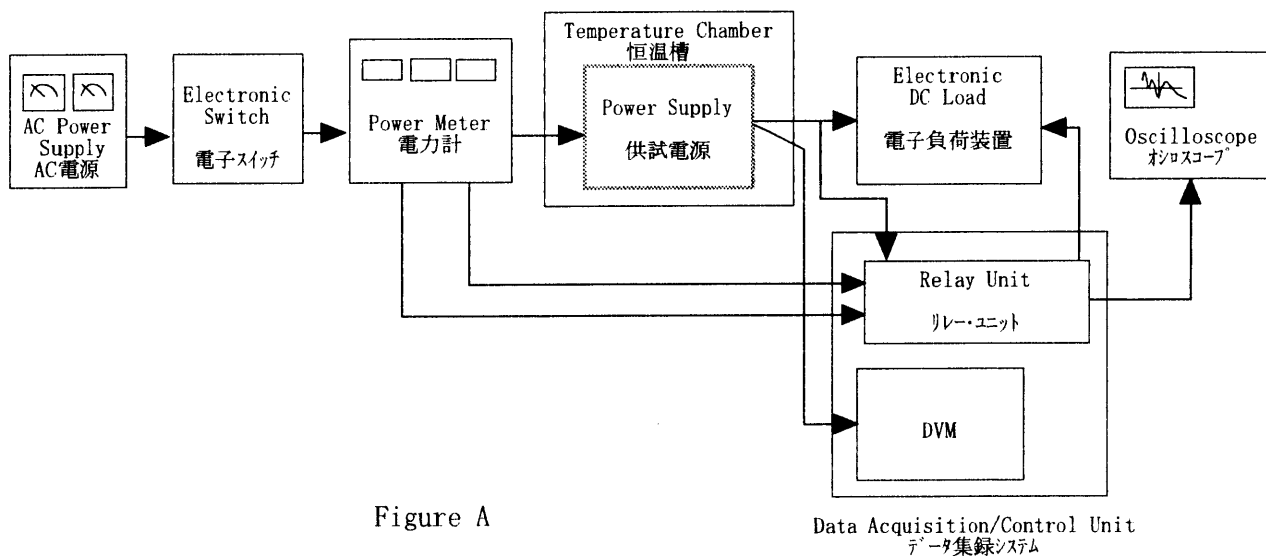 AC Power
Supply
AC電源
Electronic
Switch
電子スイッチ
Power Meter
電力計
Temperature Chamber
恒温槽
Power Supply
供試電源
Electronic
DC Load
電子負荷装置
Oscilloscope
オシロスコープ
Relay Unit
リレー・ユニット
DVM
Data Acquisition/Control Unit
データ集録システム
Figure A